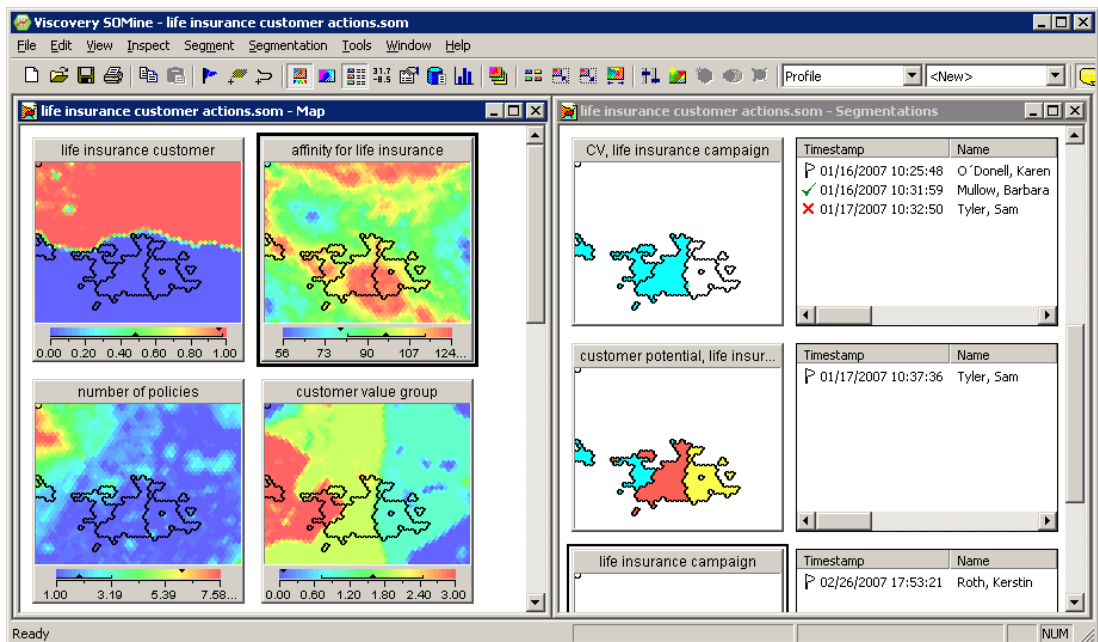 Viscovery SOMine - life insurance customer actions.som
File Edit View Inspect Segment Segmentation Tools Window Help
31.7
-8.5
Profile
<New>
life insurance customer actions.som - Map
life insurance customer
0.00 0.20 0.40 0.60 0.80 1.00
affinity for life insurance
56 73 90 107 124...
number of policies
1.00 3.19 5.39 7.58...
customer value group
0.00 0.60 1.20 1.80 2.40 3.00
life insurance customer actions.som - Segmentations
CV, life insurance campaign
Timestamp Name
01/16/2007 10:25:48 O´Donell, Karen
01/16/2007 10:31:59 Mullow, Barbara
01/17/2007 10:32:50 Tyler, Sam
customer potential, life insur...
Timestamp Name
01/17/2007 10:37:36 Tyler, Sam
life insurance campaign
Timestamp Name
02/26/2007 17:53:21 Roth, Kerstin
Ready
NUM